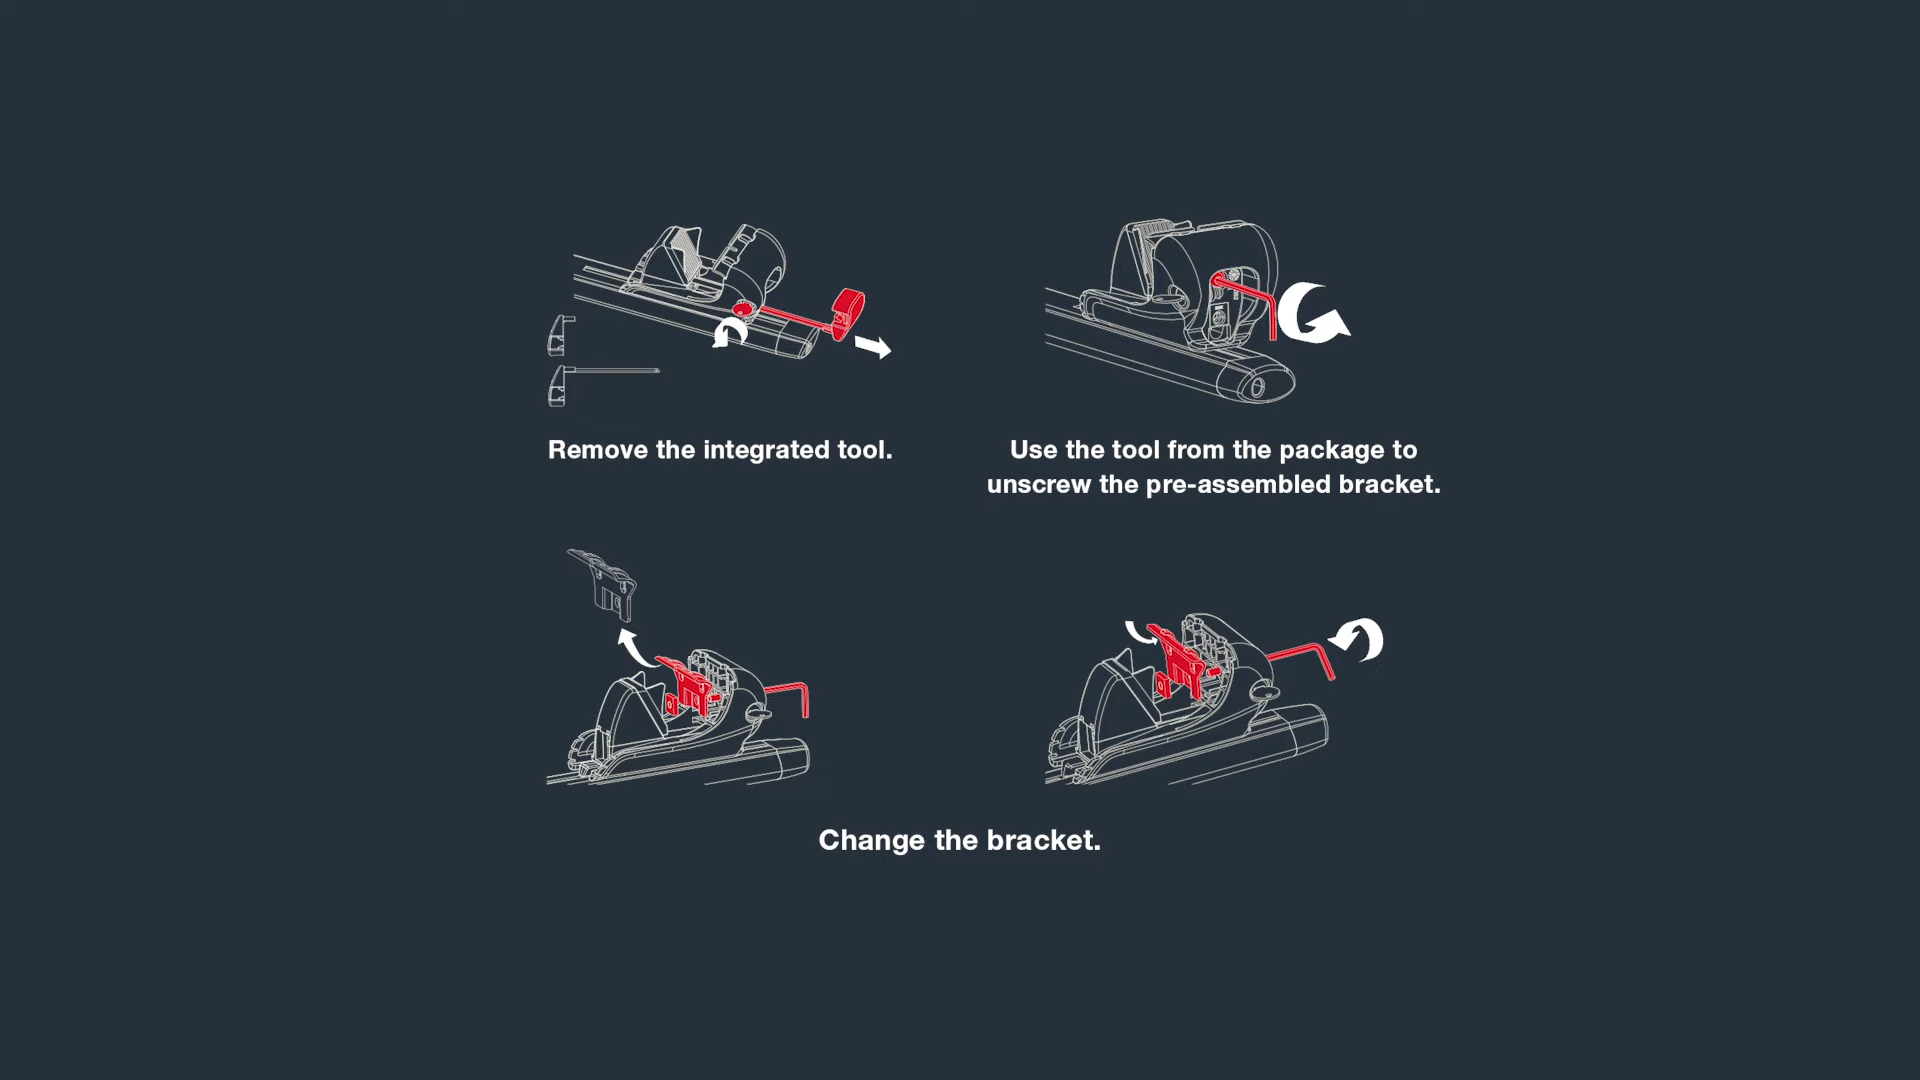 Remove the integrated tool.
Use the tool from the package to
unscrew the pre-assembled bracket.
Change the bracket.